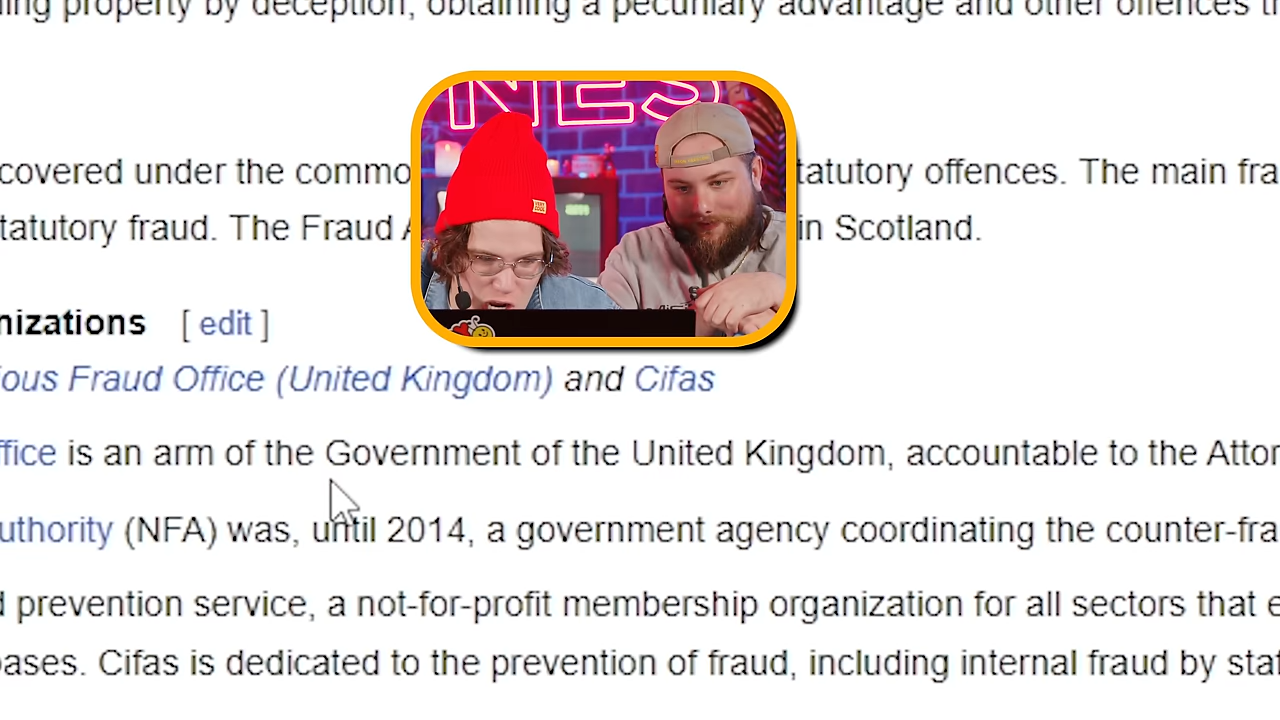 ing property by deception, obtaining a pecuniary advantage and other offences th
NES
covered under the commo
tatutory offences. The main fra
tatutory fraud. The Fraud A
in Scotland.
nizations [ edit ]
ious Fraud Office (United Kingdom) and Cifas
ffice is an arm of the Government of the United Kingdom, accountable to the Attor
uthority (NFA) was, until 2014, a government agency coordinating the counter-fra
d prevention service, a not-for-profit membership organization for all sectors that e
bases. Cifas is dedicated to the prevention of fraud, including internal fraud by staf